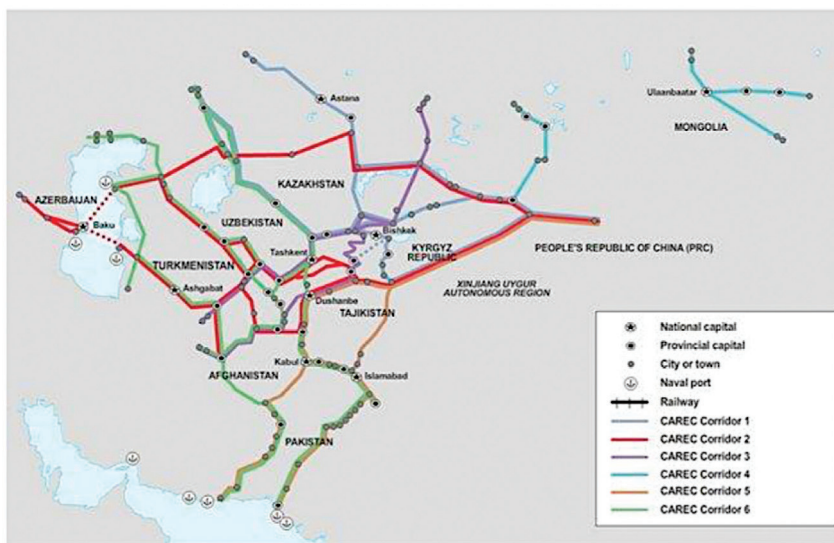 Astana
Ulaanbaatar
MONGOLIA
KAZAKHSTAN
AZERBAIJAN
Baku
UZBEKISTAN
Bishkek
Tashkent
KYRGYZ
REPUBLIC
PEOPLE'S REPUBLIC OF CHINA (PRC)
TURKMENISTAN
Ashgabat
XINJIANG UYGUR
AUTONOMOUS REGION
Dushanbe
TAJIKISTAN
Kabul
AFGHANISTAN
Islamabad
PAKISTAN
National capital
Provincial capital
City or town
Naval port
Railway
CAREC Corridor 1
CAREC Corridor 2
CAREC Corridor 3
CAREC Corridor 4
CAREC Corridor 5
CAREC Corridor 6